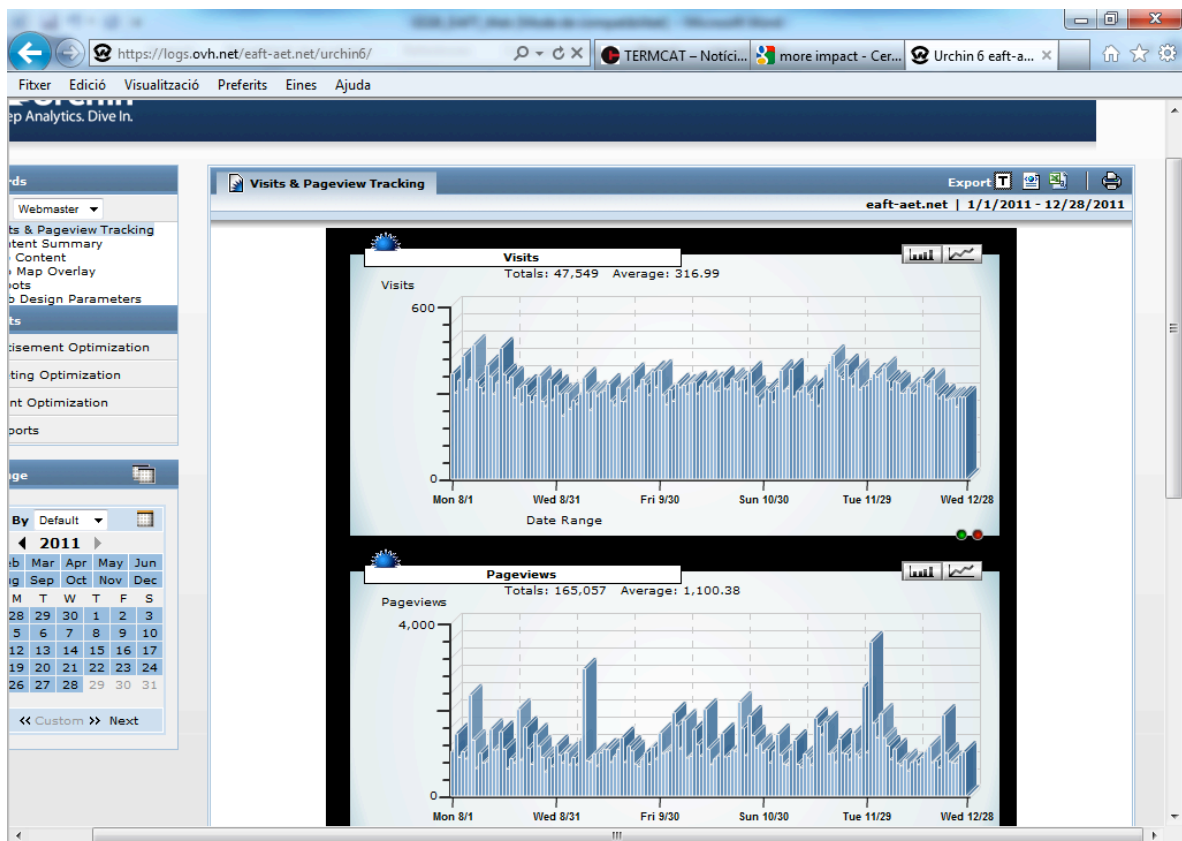 https://logs.ovh.net/eaft-aet.net/urchin6/
TERMCAT – Notíci...
more impact - Cer...
Urchin 6 eaft-a...
Fitxer Edició Visualització Preferits Eines Ajuda
ep Analytics. Dive In.
rds
Webmaster
ts & Pageview Tracking
ntent Summary
Content
Map Overlay
ots
Design Parameters
ts
tisement Optimization
eting Optimization
nt Optimization
ports
nge
By Default
2011
eb Mar Apr May Jun
ug Sep Oct Nov Dec
M T W T F S
28 29 30 1 2 3
5 6 7 8 9 10
12 13 14 15 16 17
19 20 21 22 23 24
26 27 28 29 30 31
<< Custom >> Next
Visits & Pageview Tracking
Export T
eaft-aet.net | 1/1/2011 - 12/28/2011
Visits
Totals: 47,549 Average: 316.99
Visits
600
0
Mon 8/1 Wed 8/31 Fri 9/30 Sun 10/30 Tue 11/29 Wed 12/28
Date Range
Pageviews
Totals: 165,057 Average: 1,100.38
Pageviews
4,000
0
Mon 8/1 Wed 8/31 Fri 9/30 Sun 10/30 Tue 11/29 Wed 12/28